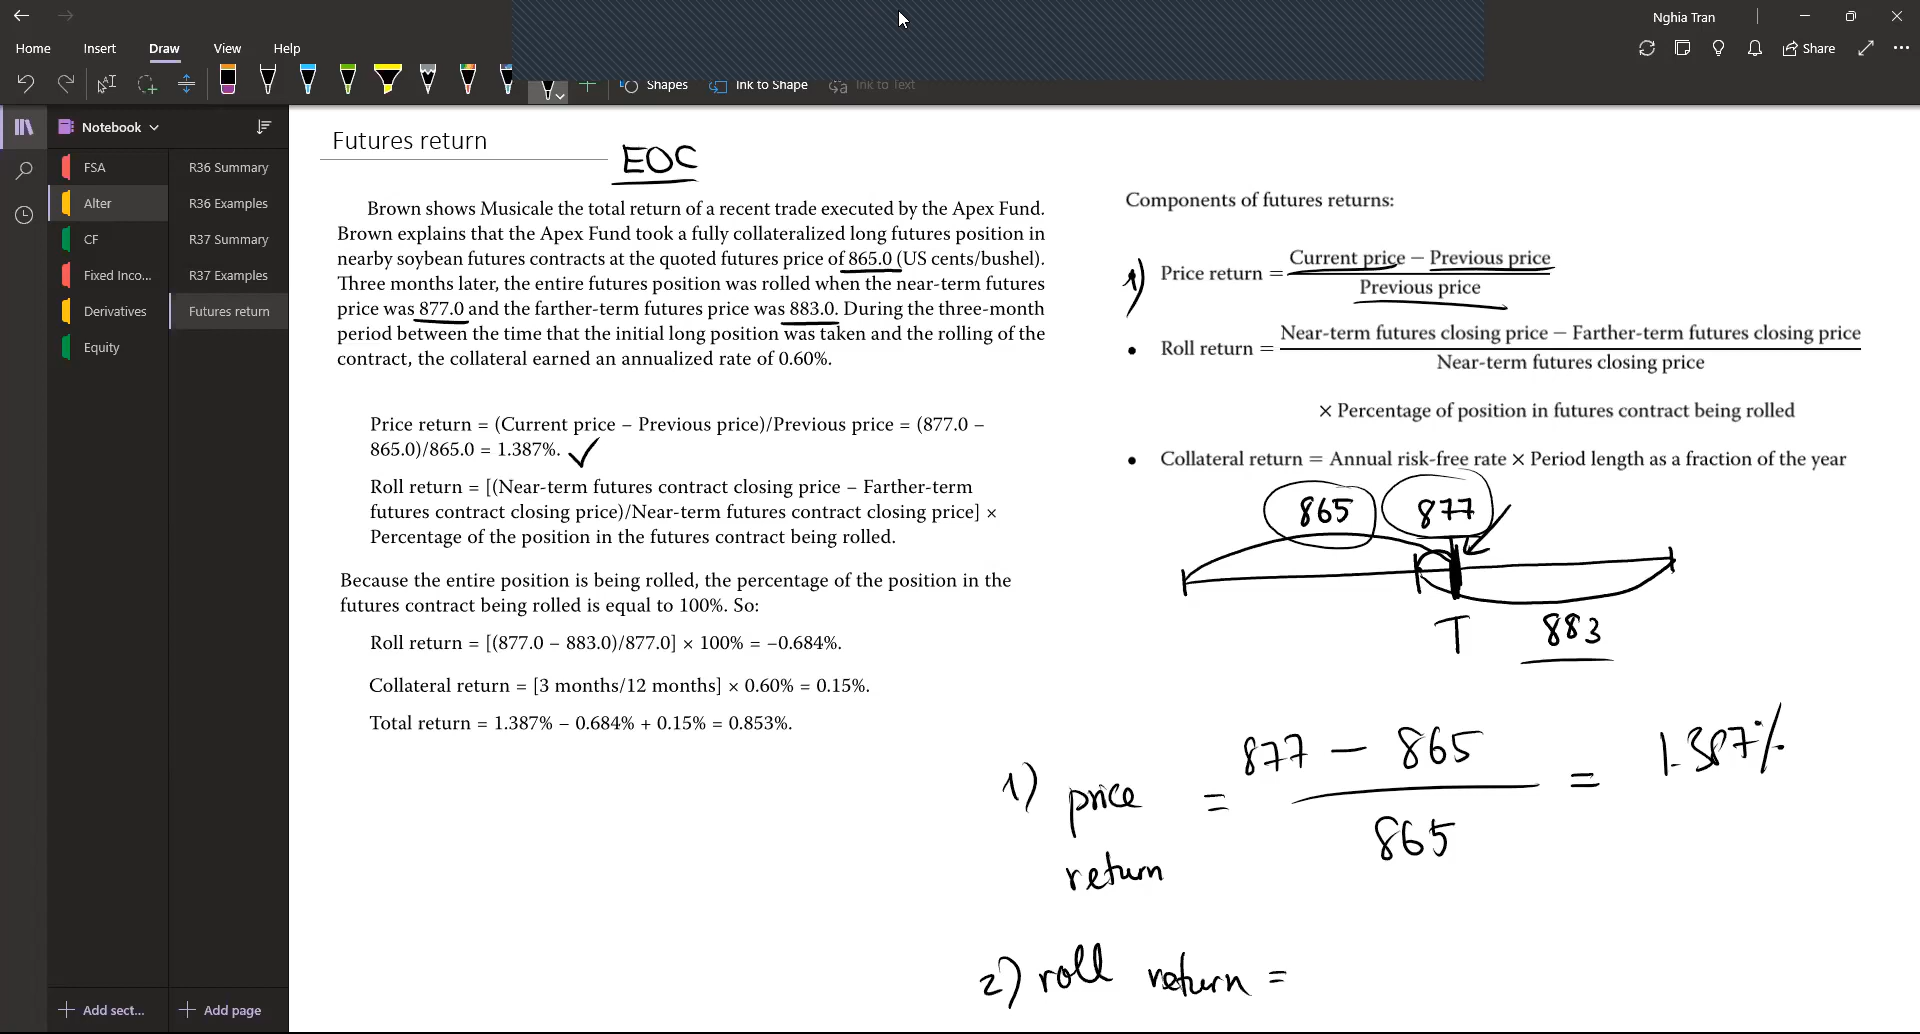 Nghia Tran
Home Insert Draw View Help
Share
Shapes Ink to Shape Ink to Text
Notebook
FSA
Alter
CF
Fixed Inco...
Derivatives
Equity
R36 Summary
R36 Examples
R37 Summary
R37 Examples
Futures return
Add sect...
Add page
Futures return
EOC
Brown shows Musicale the total return of a recent trade executed by the Apex Fund.
Brown explains that the Apex Fund took a fully collateralized long futures position in
nearby soybean futures contracts at the quoted futures price of 865.0 (US cents/bushel).
Three months later, the entire futures position was rolled when the near-term futures
price was 877.0 and the farther-term futures price was 883.0. During the three-month
period between the time that the initial long position was taken and the rolling of the
contract, the collateral earned an annualized rate of 0.60%.
Price return = (Current price – Previous price)/Previous price = (877.0 –
865.0)/865.0 = 1.387%.
Roll return = [(Near-term futures contract closing price – Farther-term
futures contract closing price)/Near-term futures contract closing price] ×
Percentage of the position in the futures contract being rolled.
Because the entire position is being rolled, the percentage of the position in the
futures contract being rolled is equal to 100%. So:
Roll return = [(877.0 – 883.0)/877.0] × 100% = –0.684%.
Collateral return = [3 months/12 months] × 0.60% = 0.15%.
Total return = 1.387% – 0.684% + 0.15% = 0.853%.
Components of futures returns:
1) Price return = Current price – Previous price
Previous price
• Roll return = Near-term futures closing price – Farther-term futures closing price
Near-term futures closing price
× Percentage of position in futures contract being rolled
• Collateral return = Annual risk-free rate × Period length as a fraction of the year
865 877
T 883
1) price return = 877 – 865
865
= 1.387%
2) roll return =